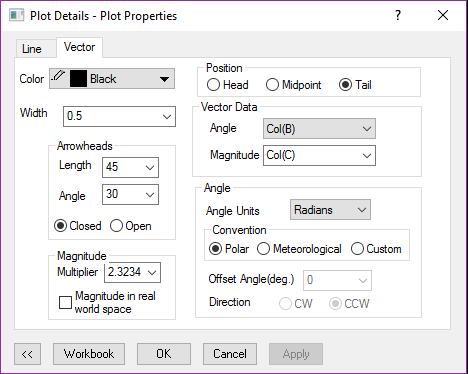 Plot Details - Plot Properties
? ×
Line Vector
Color Black
Width 0.5
Arrowheads
Length 45
Angle 30
Closed Open
Magnitude
Multiplier 2.3234
Magnitude in real
world space
Position
Head Midpoint Tail
Vector Data
Angle Col(B)
Magnitude Col(C)
Angle
Angle Units Radians
Convention
Polar Meteorological Custom
Offset Angle(deg.) 0
Direction CW CCW
<< Workbook OK Cancel Apply